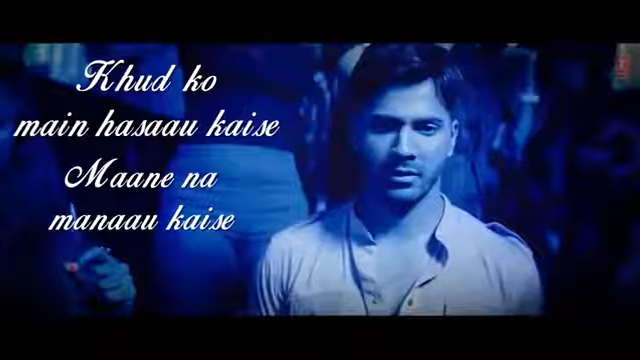 Khud ko
main hasaau kaise
Maane na
manaau kaise